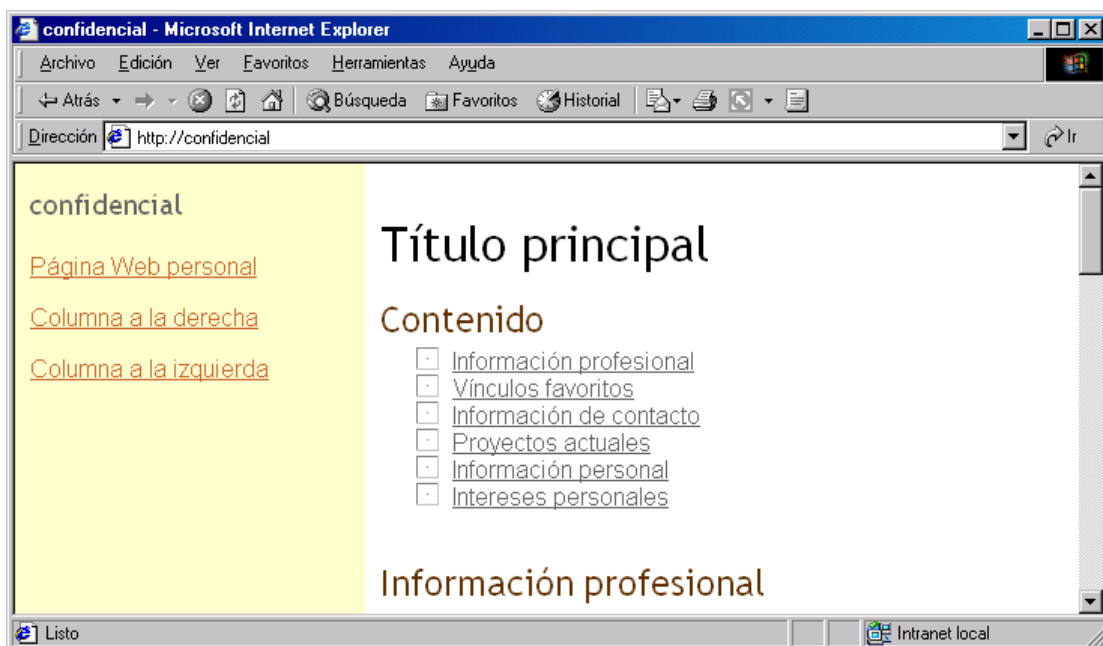 confidencial - Microsoft Internet Explorer
Archivo Edición Ver Favoritos Herramientas Ayuda
Atrás Búsqueda Favoritos Historial
Dirección http://confidencial Ir
confidencial
Página Web personal
Columna a la derecha
Columna a la izquierda
Título principal
Contenido
Información profesional
Vínculos favoritos
Información de contacto
Proyectos actuales
Información personal
Intereses personales
Información profesional
Listo Intranet local